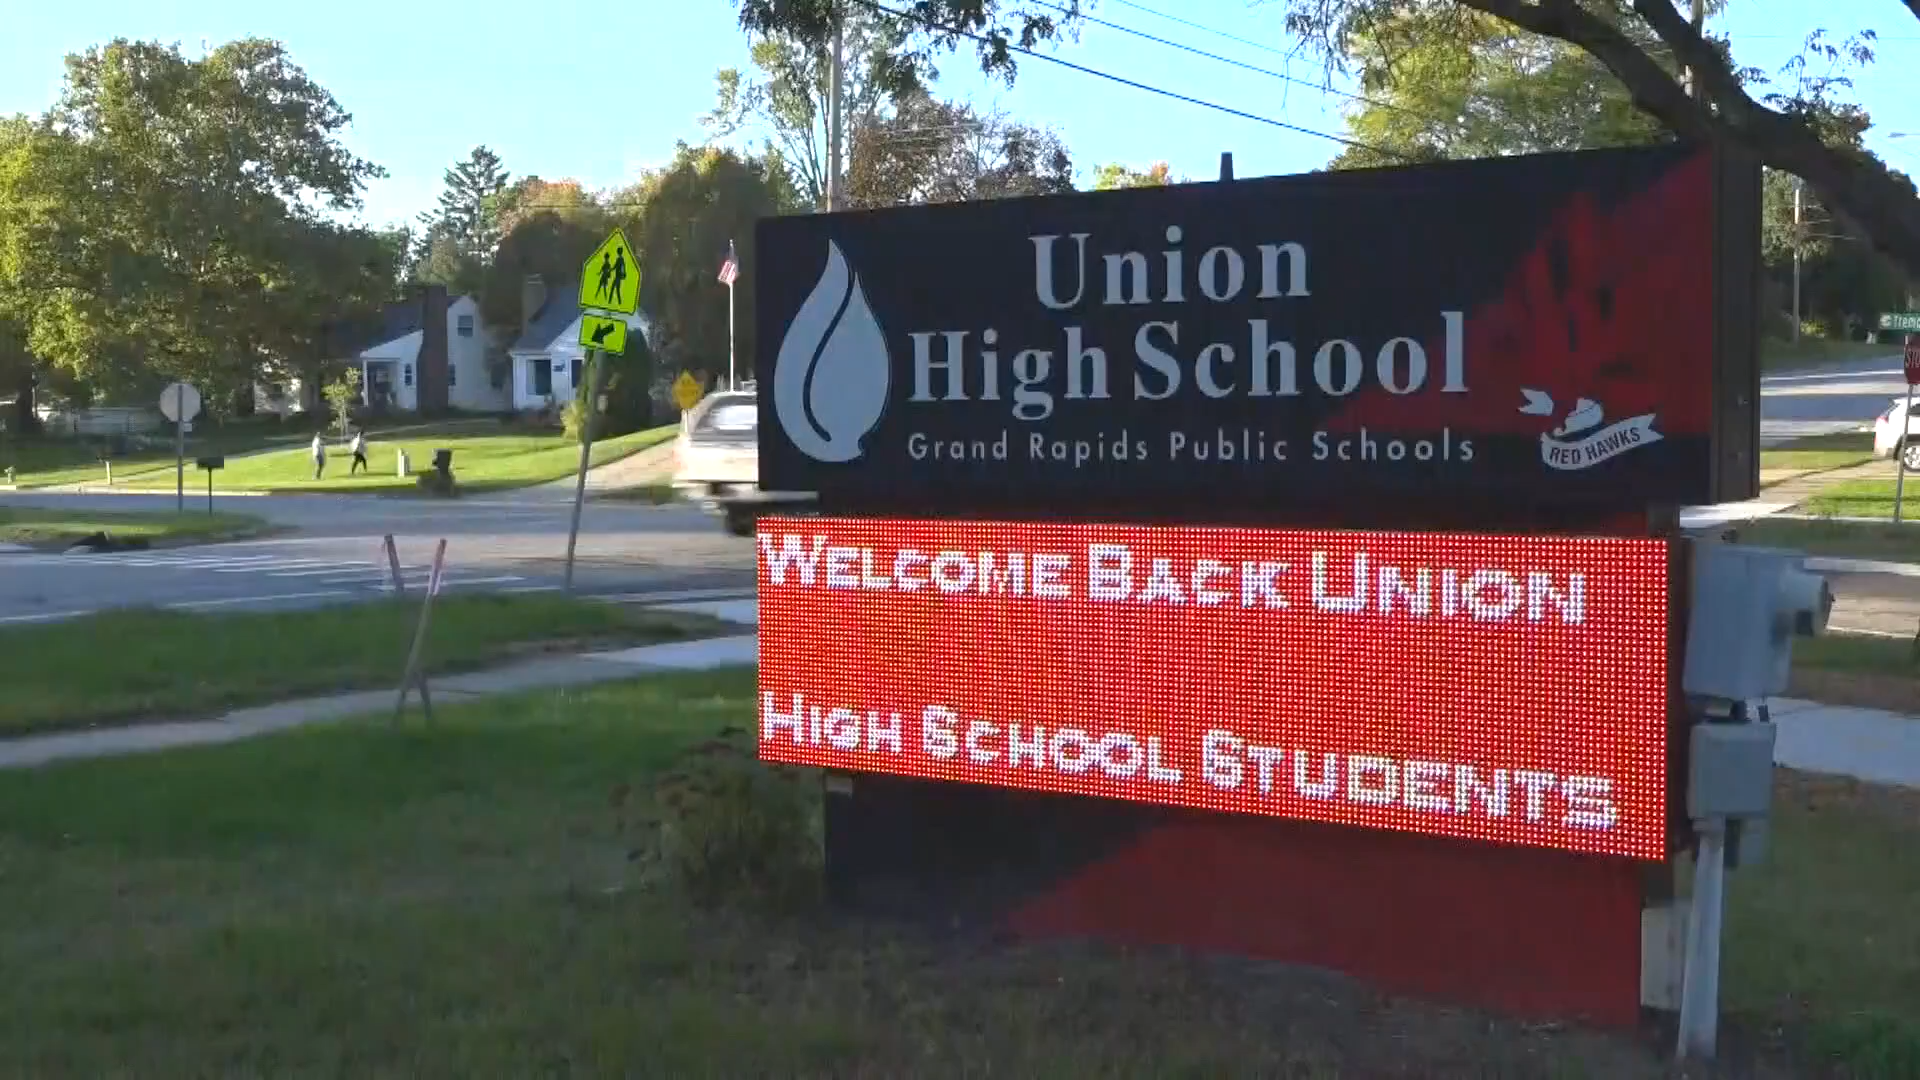 Union
High School
Grand Rapids Public Schools
RED HAWKS
WELCOME BACK UNION
HIGH SCHOOL STUDENTS